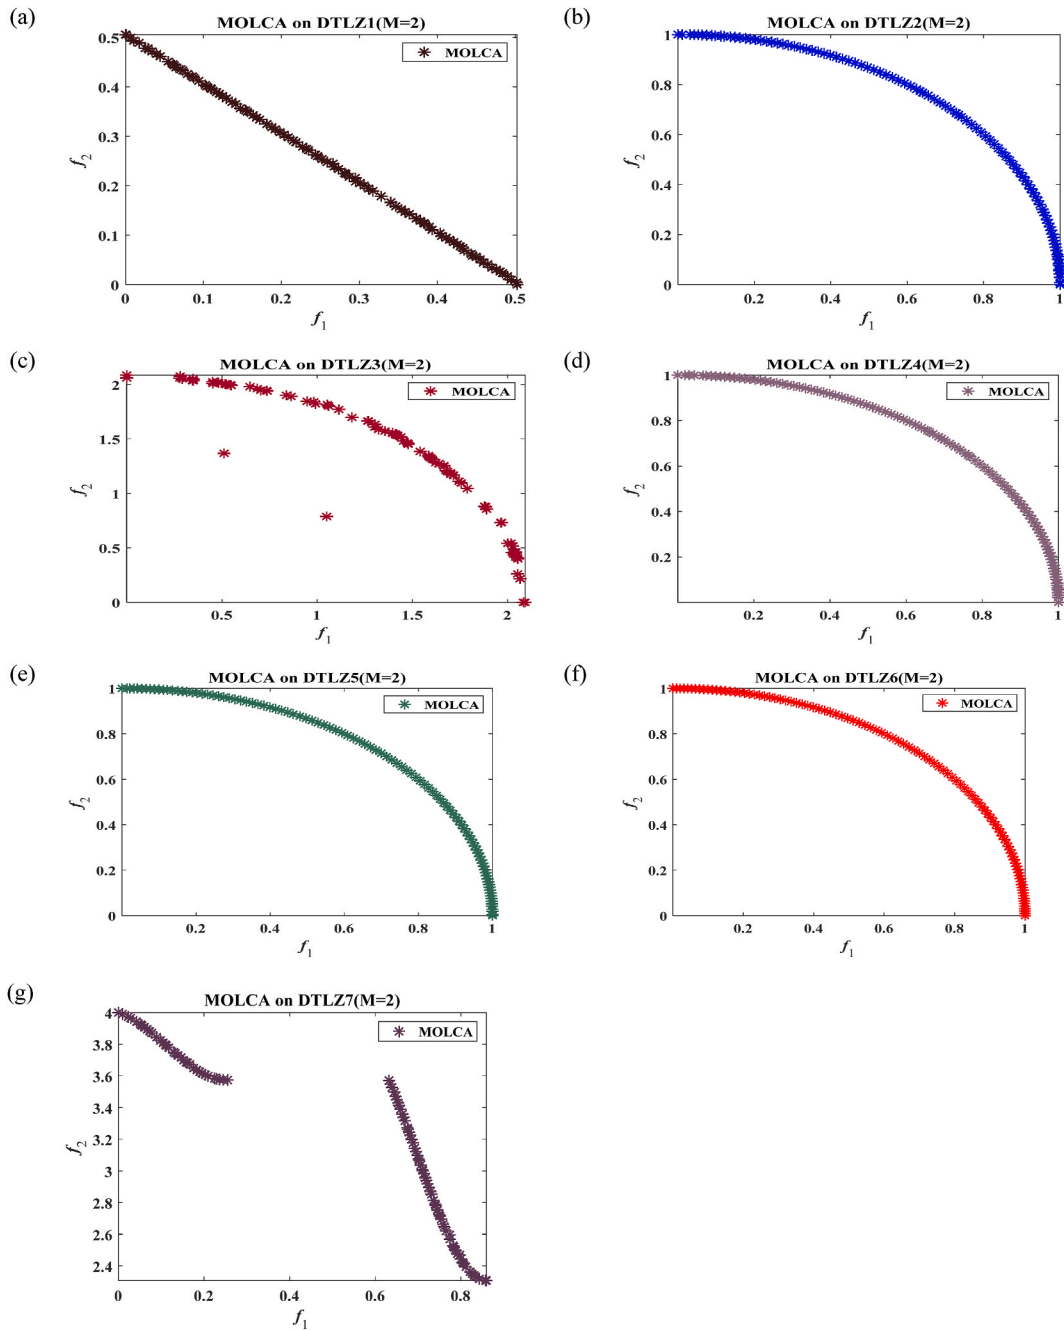 (a)
MOLCA on DTLZ1(M=2)
MOLCA
0.5
0.4
0.3
0.2
0.1
0
f2
0
0.1
0.2
0.3
0.4
0.5
f1
(b)
MOLCA on DTLZ2(M=2)
MOLCA
1
0.8
0.6
0.4
0.2
0
f2
0.2
0.4
0.6
0.8
1
f1
(c)
MOLCA on DTLZ3(M=2)
MOLCA
2
1.5
1
0.5
0
f2
0.5
1
1.5
2
f1
(d)
MOLCA on DTLZ4(M=2)
MOLCA
1
0.8
0.6
0.4
0.2
f2
0.2
0.4
0.6
0.8
1
f1
(e)
MOLCA on DTLZ5(M=2)
MOLCA
1
0.8
0.6
0.4
0.2
0
f2
0.2
0.4
0.6
0.8
1
f1
(f)
MOLCA on DTLZ6(M=2)
MOLCA
1
0.8
0.6
0.4
0.2
0
f2
0.2
0.4
0.6
0.8
1
f1
(g)
MOLCA on DTLZ7(M=2)
MOLCA
4
3.8
3.6
3.4
3.2
3
2.8
2.6
2.4
f2
0
0.2
0.4
0.6
0.8
f1